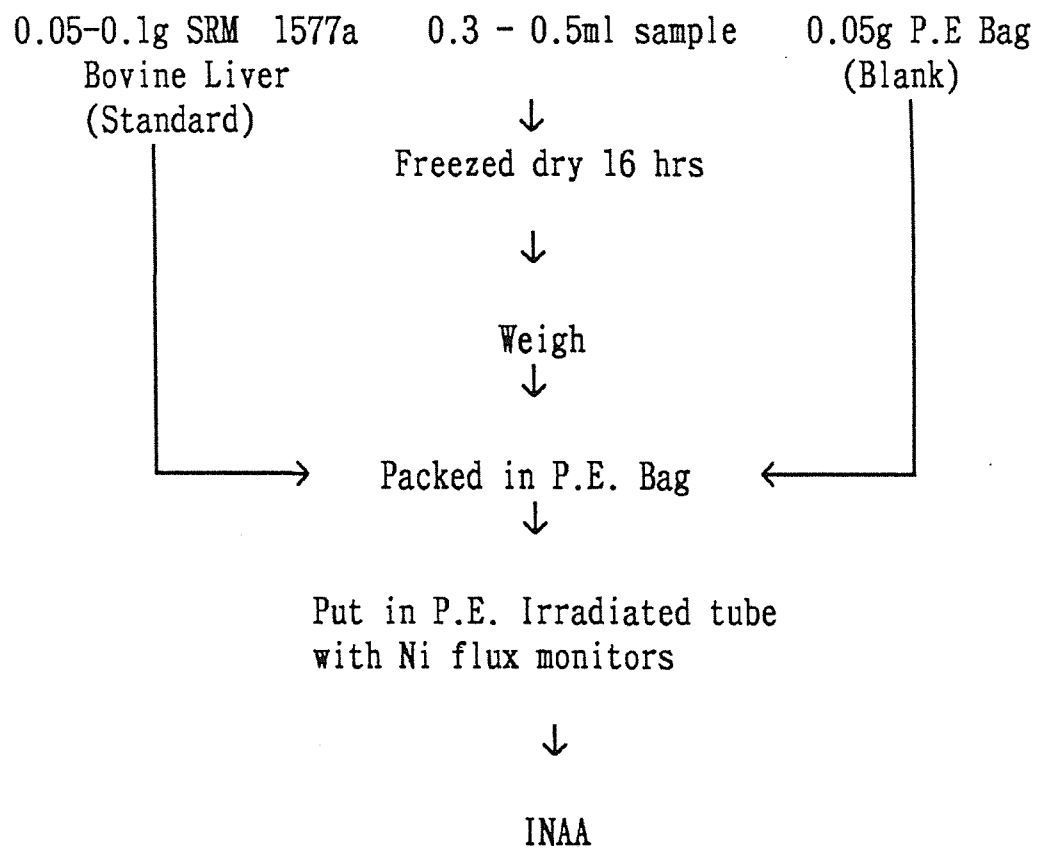 0.05-0.1g SRM 1577a
Bovine Liver
(Standard)
0.3 - 0.5ml sample
0.05g P.E Bag
(Blank)
↓
Freezed dry 16 hrs
↓
Weigh
↓
Packed in P.E. Bag
↓
Put in P.E. Irradiated tube
with Ni flux monitors
↓
INAA